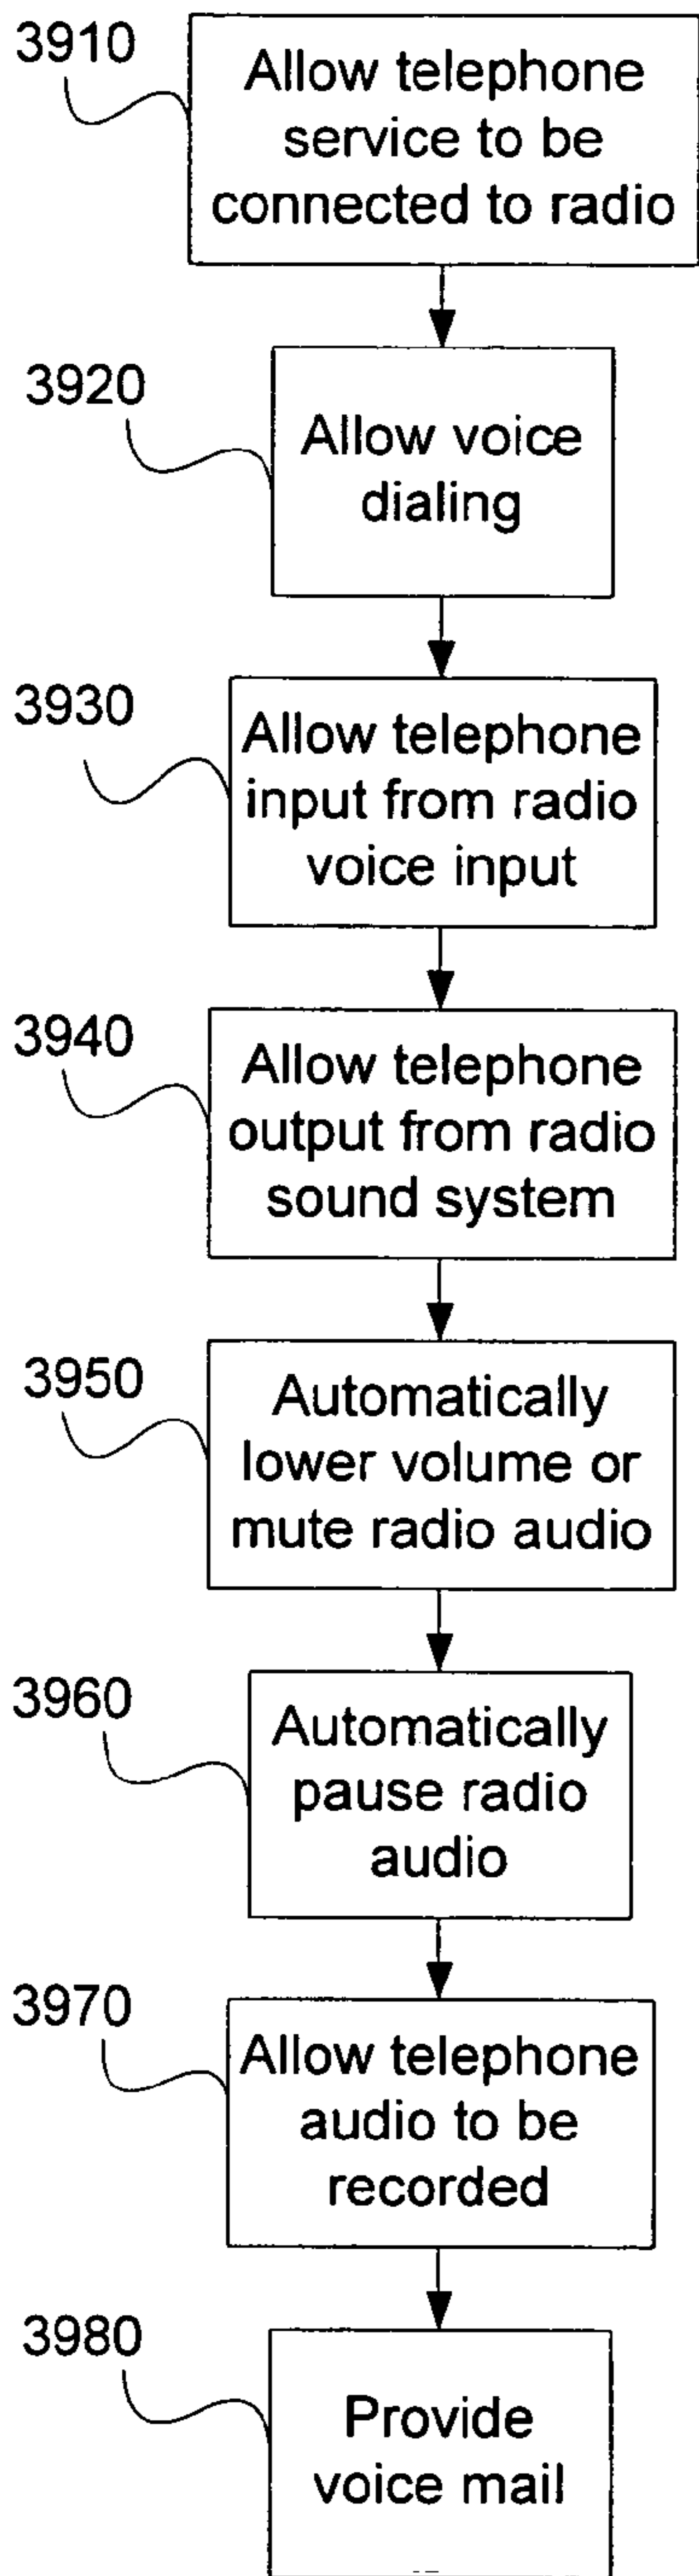 3910
Allow telephone
service to be
connected to radio
3920
Allow voice
dialing
3930
Allow telephone
input from radio
voice input
3940
Allow telephone
output from radio
sound system
3950
Automatically
lower volume or
mute radio audio
3960
Automatically
pause radio
audio
3970
Allow telephone
audio to be
recorded
3980
Provide
voice mail